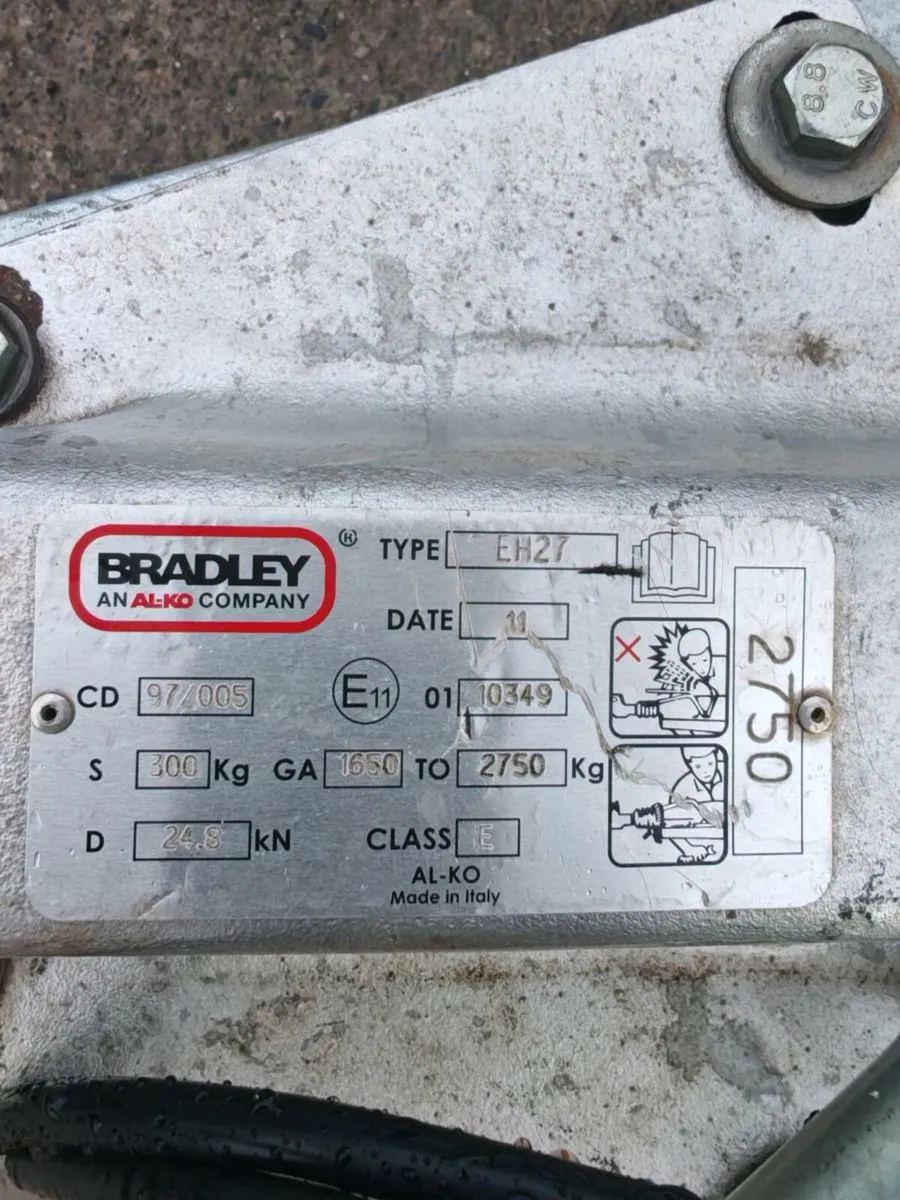 8.8
CW
BRADLEY ®
AN AL-KO COMPANY
TYPE EH27
DATE 11
CD 97/005 E11 01 10349
S 300 Kg GA 1650 TO 2750 Kg
D 24.8 kN CLASS E
AL-KO
Made in Italy
2750